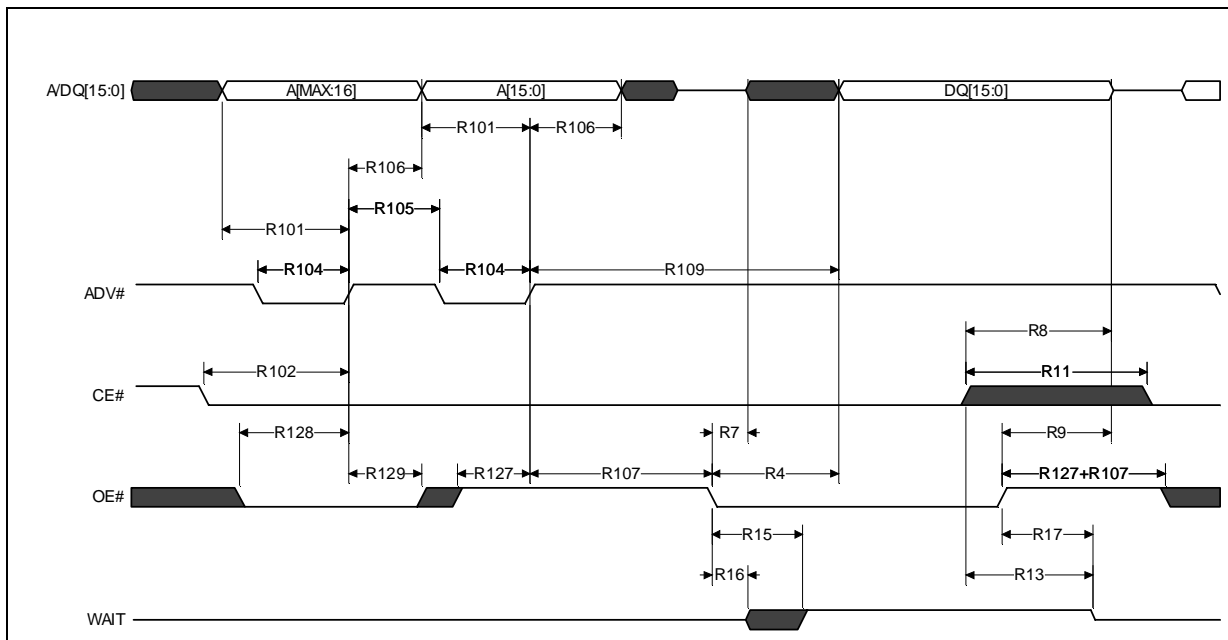 A/DQ[15:0] A[MAX:16] A[15:0] DQ[15:0]
R101 R106
R106
R105
R101
R104 R104 R109
ADV#
R8
R102 R11
CE#
R128 R7 R9
R129 R127 R107 R4 R127+R107
OE#
R15 R17
R16 R13
WAIT